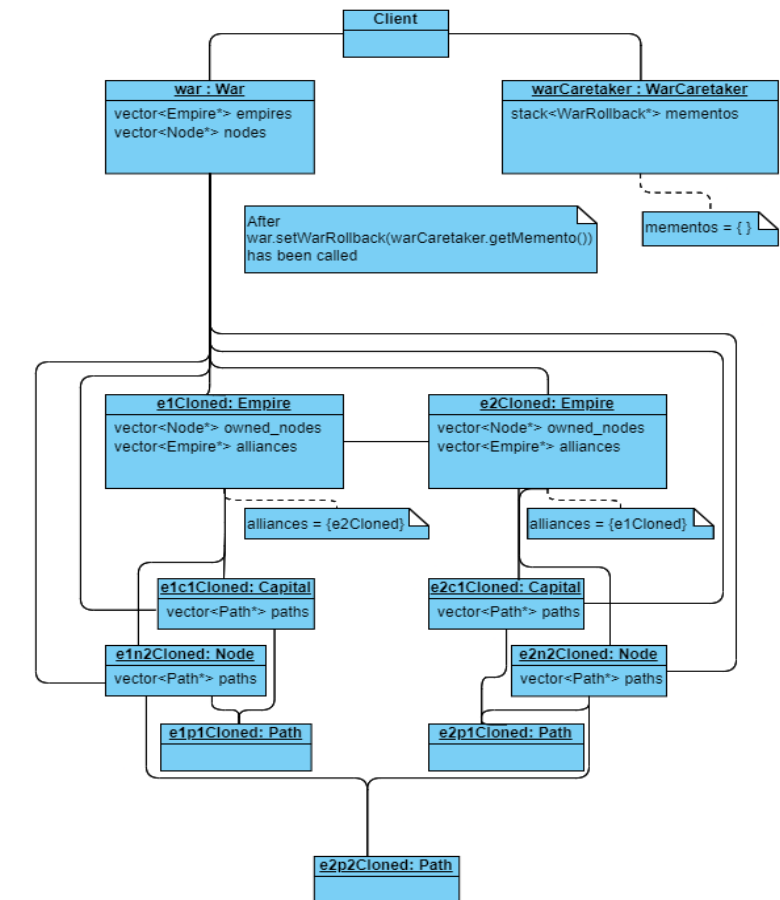 Client
war : War
vector<Empire*> empires
vector<Node*> nodes
warCaretaker : WarCaretaker
stack<WarRollback*> mementos
After
war.setWarRollback(warCaretaker.getMemento())
has been called
mementos = { }
e1Cloned: Empire
vector<Node*> owned_nodes
vector<Empire*> alliances
e2Cloned: Empire
vector<Node*> owned_nodes
vector<Empire*> alliances
alliances = {e2Cloned}
alliances = {e1Cloned}
e1c1Cloned: Capital
vector<Path*> paths
e2c1Cloned: Capital
vector<Path*> paths
e1n2Cloned: Node
vector<Path*> paths
e2n2Cloned: Node
vector<Path*> paths
e1p1Cloned: Path
e2p1Cloned: Path
e2p2Cloned: Path